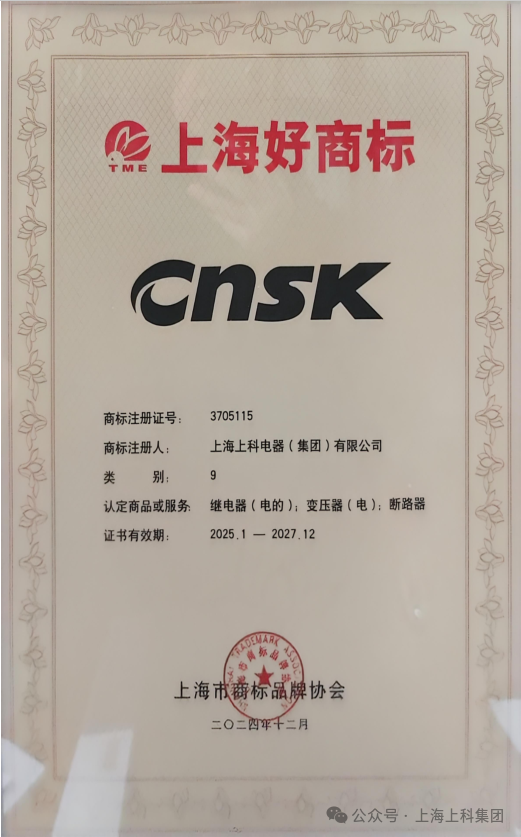 TME 上海好商标
CNSK
商标注册证号: 3705115
商标注册人: 上海上科电器(集团)有限公司
类别: 9
认定商品或服务: 继电器(电的); 变压器(电); 断路器
证书有效期: 2025.1 — 2027.12
上海市商标品牌协会
二〇二四年十二月
公众号 · 上海上科集团